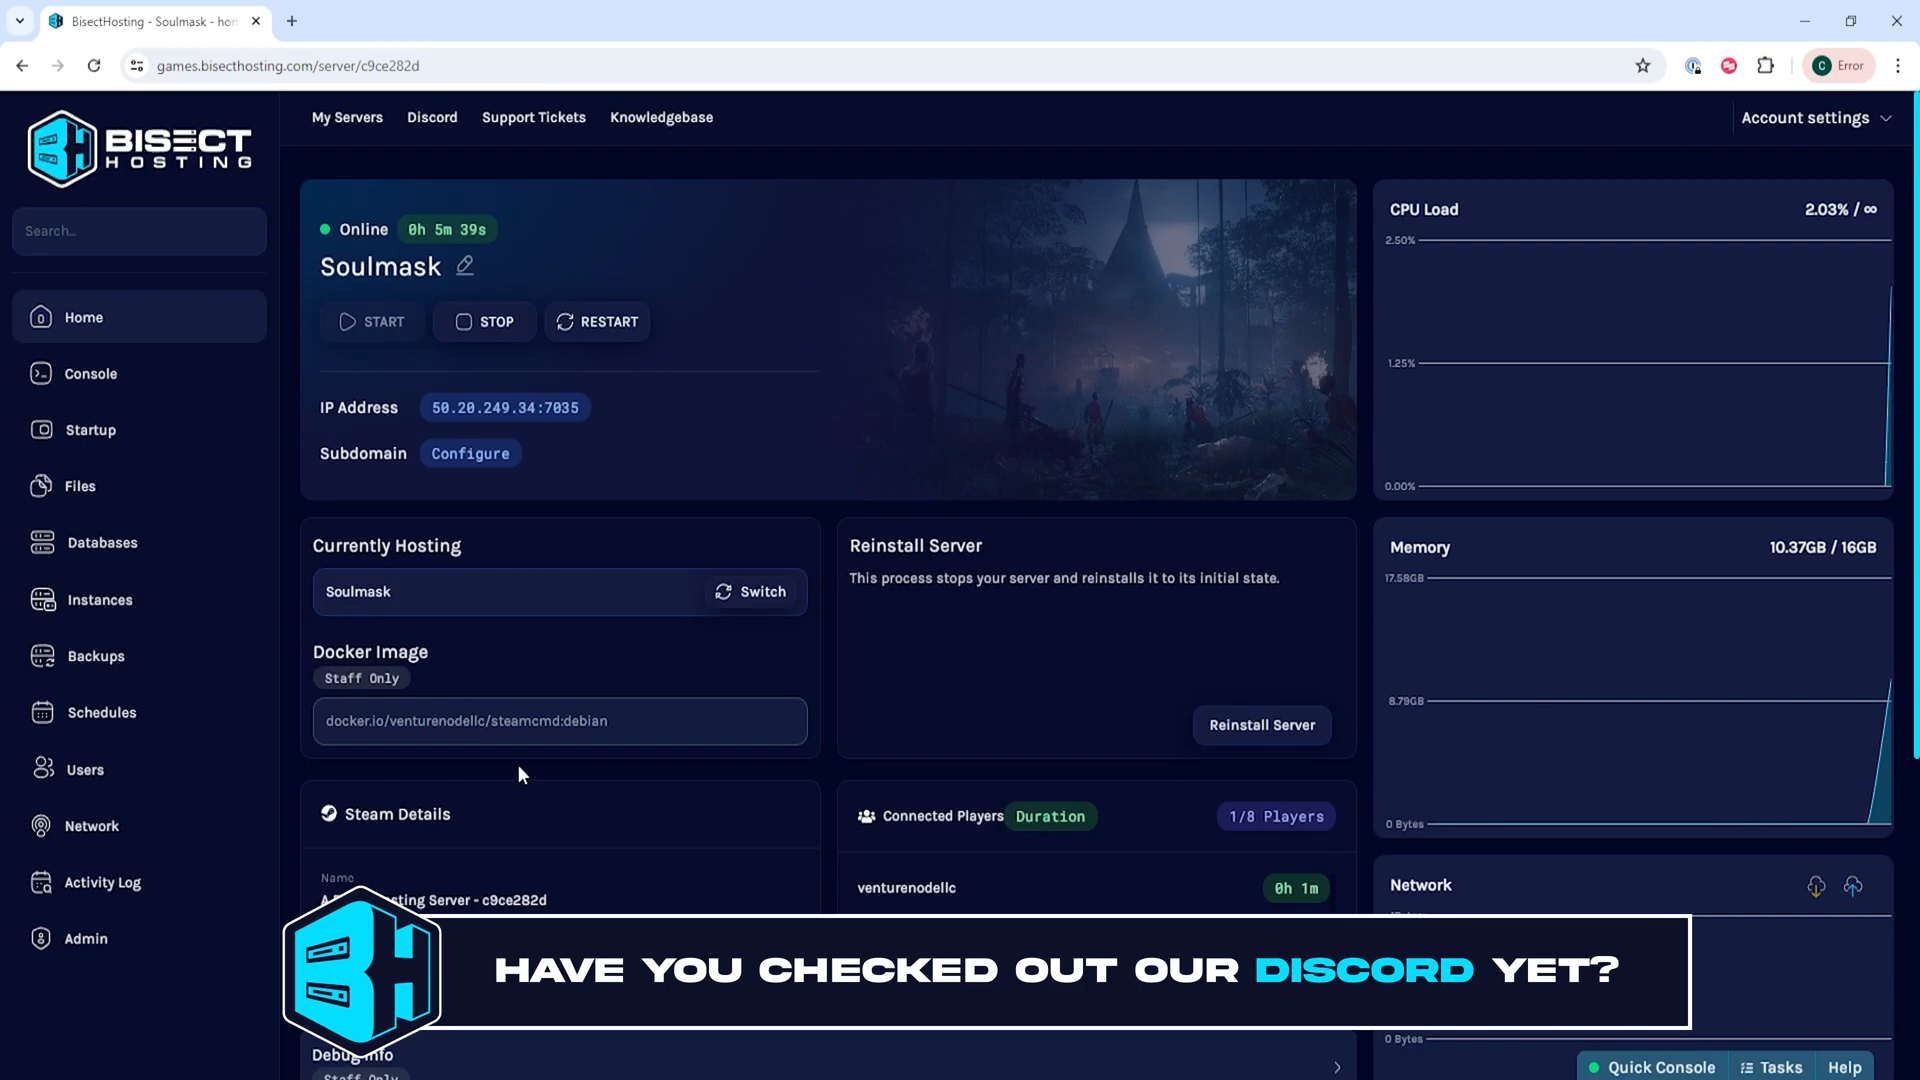 BisectHosting - Soulmask - hon
games.bisecthosting.com/server/c9ce282d
C Error
BISECT
HOSTING
My Servers Discord Support Tickets Knowledgebase
Account settings
Search...
Home
Console
Startup
Files
Databases
Instances
Backups
Schedules
Users
Network
Activity Log
Admin
Online 0h 5m 39s
Soulmask
START STOP RESTART
IP Address 50.20.249.34:7035
Subdomain Configure
Currently Hosting
Soulmask Switch
Docker Image
Staff Only
docker.io/venturenodellc/steamcmd:debian
Reinstall Server
This process stops your server and reinstalls it to its initial state.
Reinstall Server
Steam Details
Name
A sting Server - c9ce282d
Connected Players Duration 1/8 Players
venturenodellc 0h 1m
CPU Load 2.03% / ∞
2.50%
1.25%
0.00%
Memory 10.37GB / 16GB
17.58GB
8.79GB
0 Bytes
Network
0 Bytes
HAVE YOU CHECKED OUT OUR DISCORD YET?
Debug Info
Staff Only
Quick Console Tasks Help